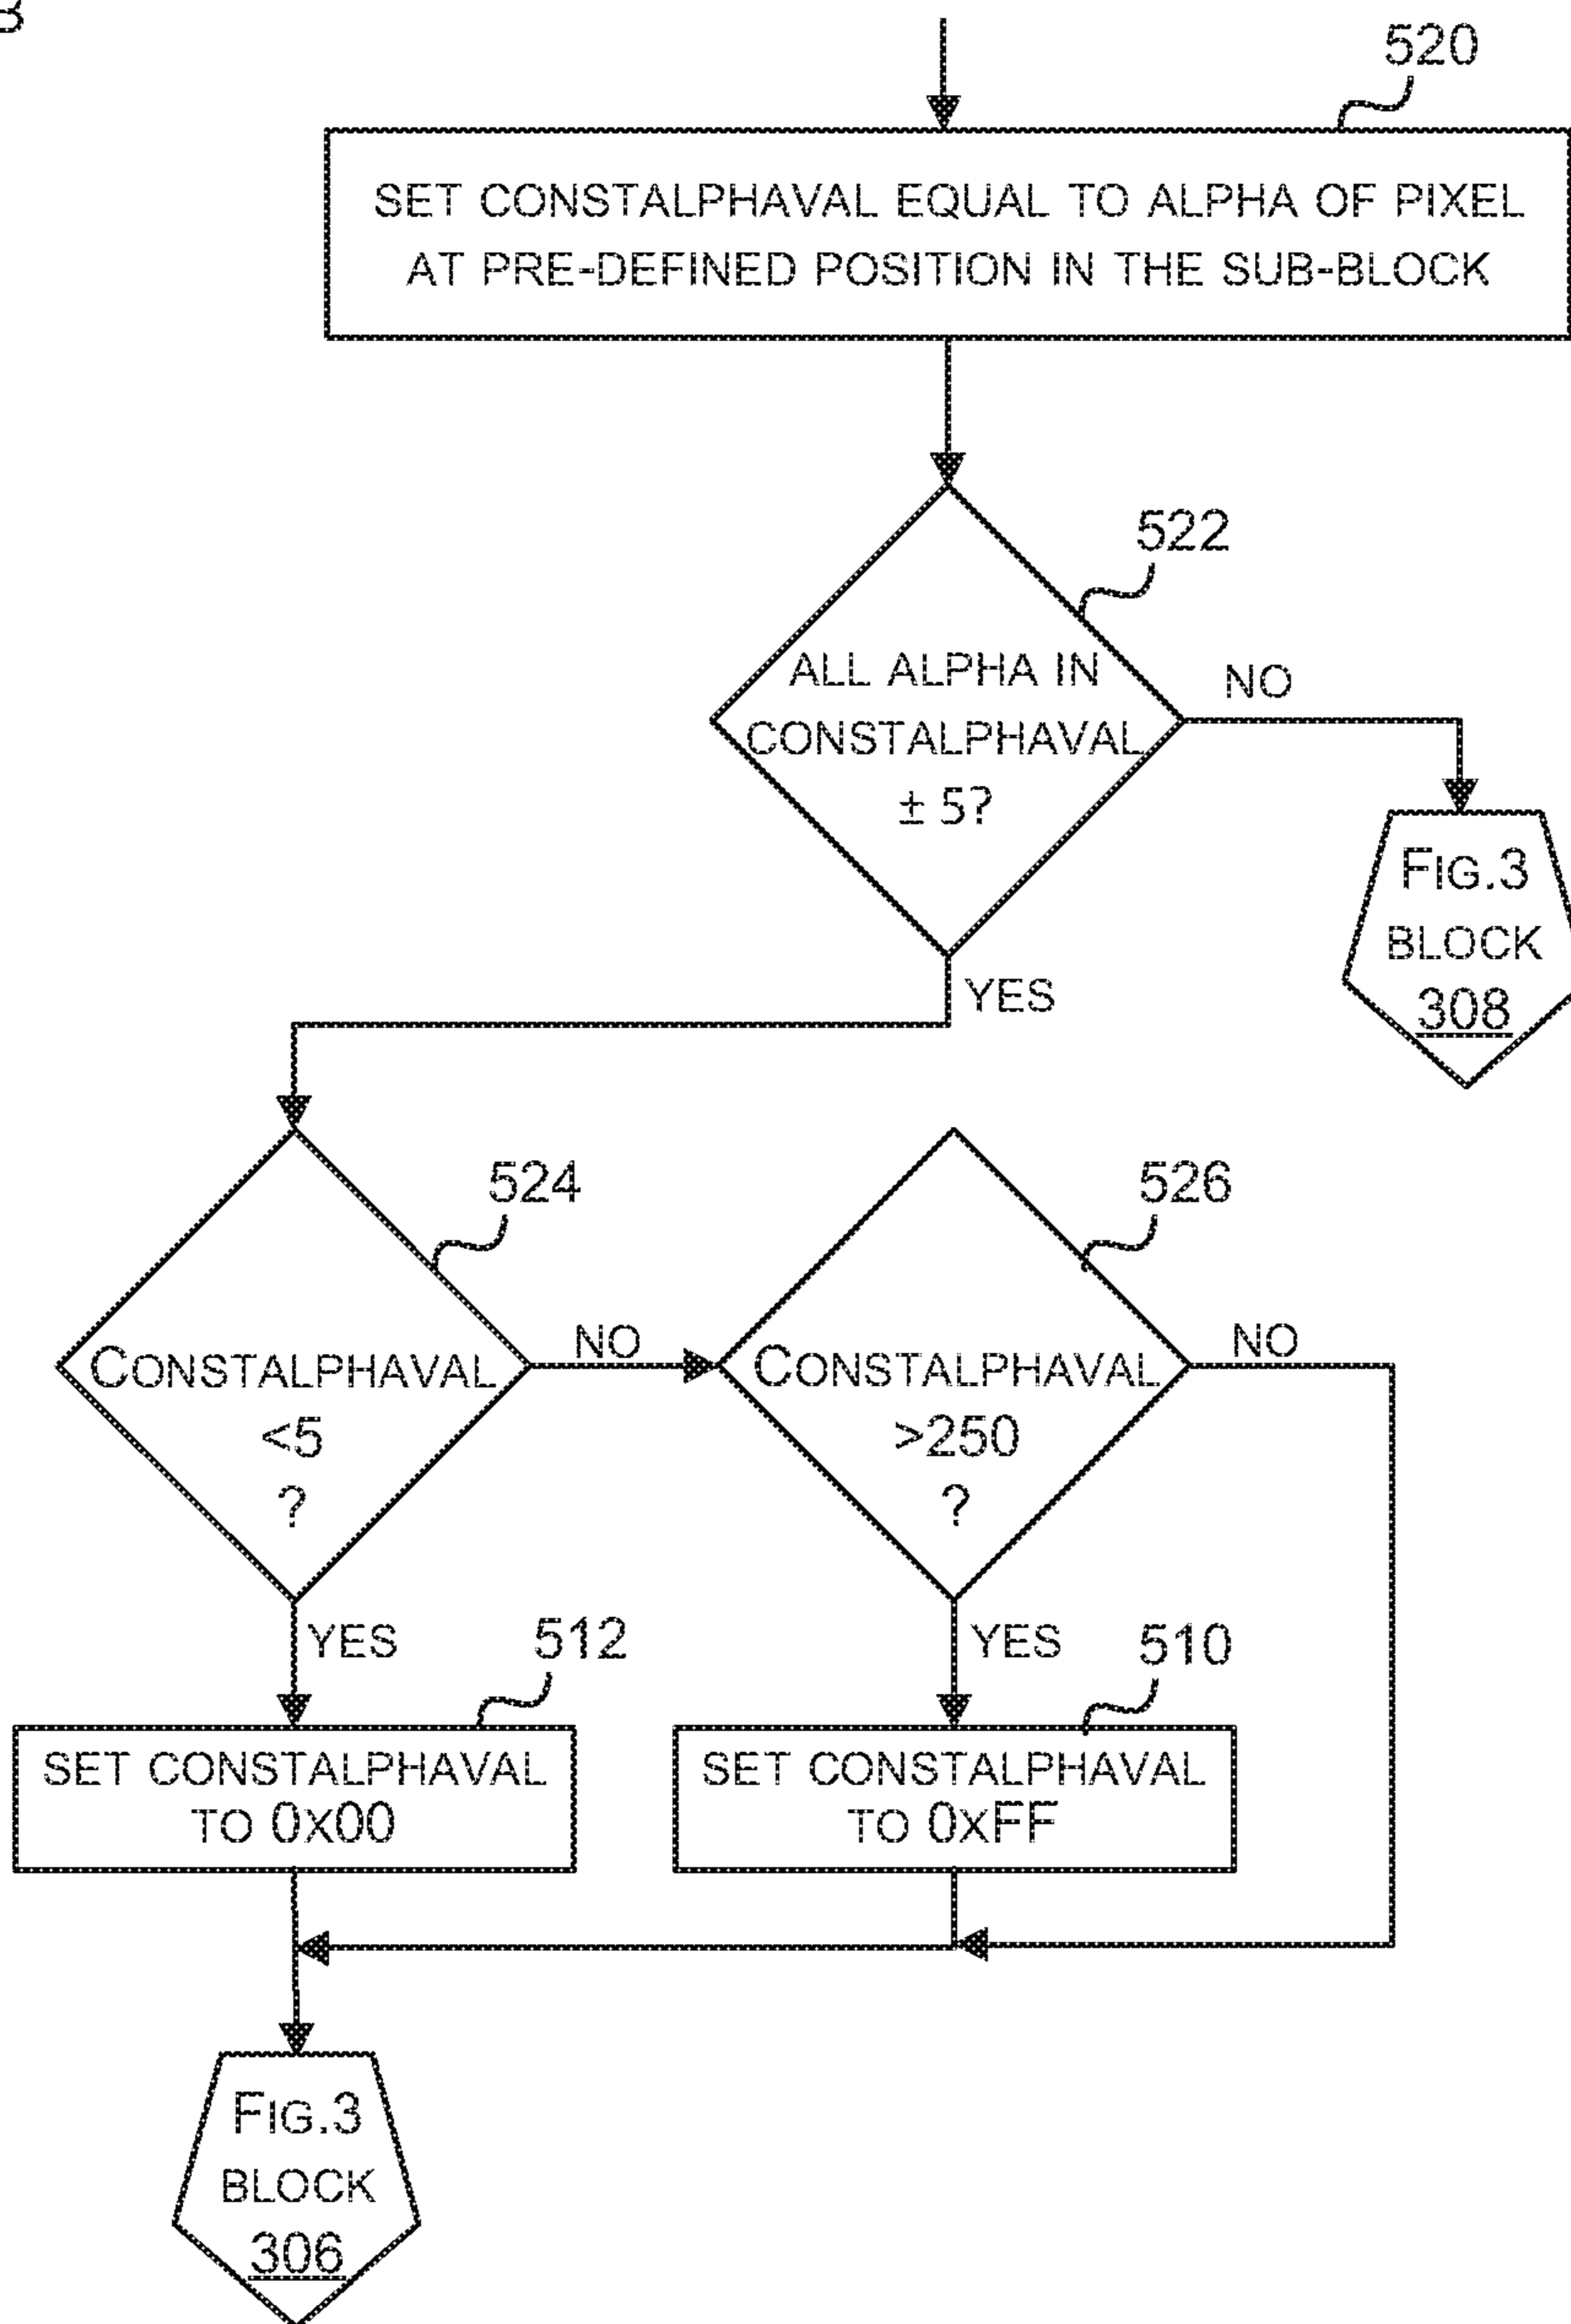 520
SET CONSTALPHAVAL EQUAL TO ALPHA OF PIXEL
AT PRE-DEFINED POSITION IN THE SUB-BLOCK
522
ALL ALPHA IN
CONSTALPHAVAL
± 5?
NO
FIG.3
BLOCK
308
YES
524
CONSTALPHAVAL
<5
?
NO
526
CONSTALPHAVAL
>250
?
NO
YES
512
SET CONSTALPHAVAL
TO 0X00
YES
510
SET CONSTALPHAVAL
TO 0XFF
FIG.3
BLOCK
306